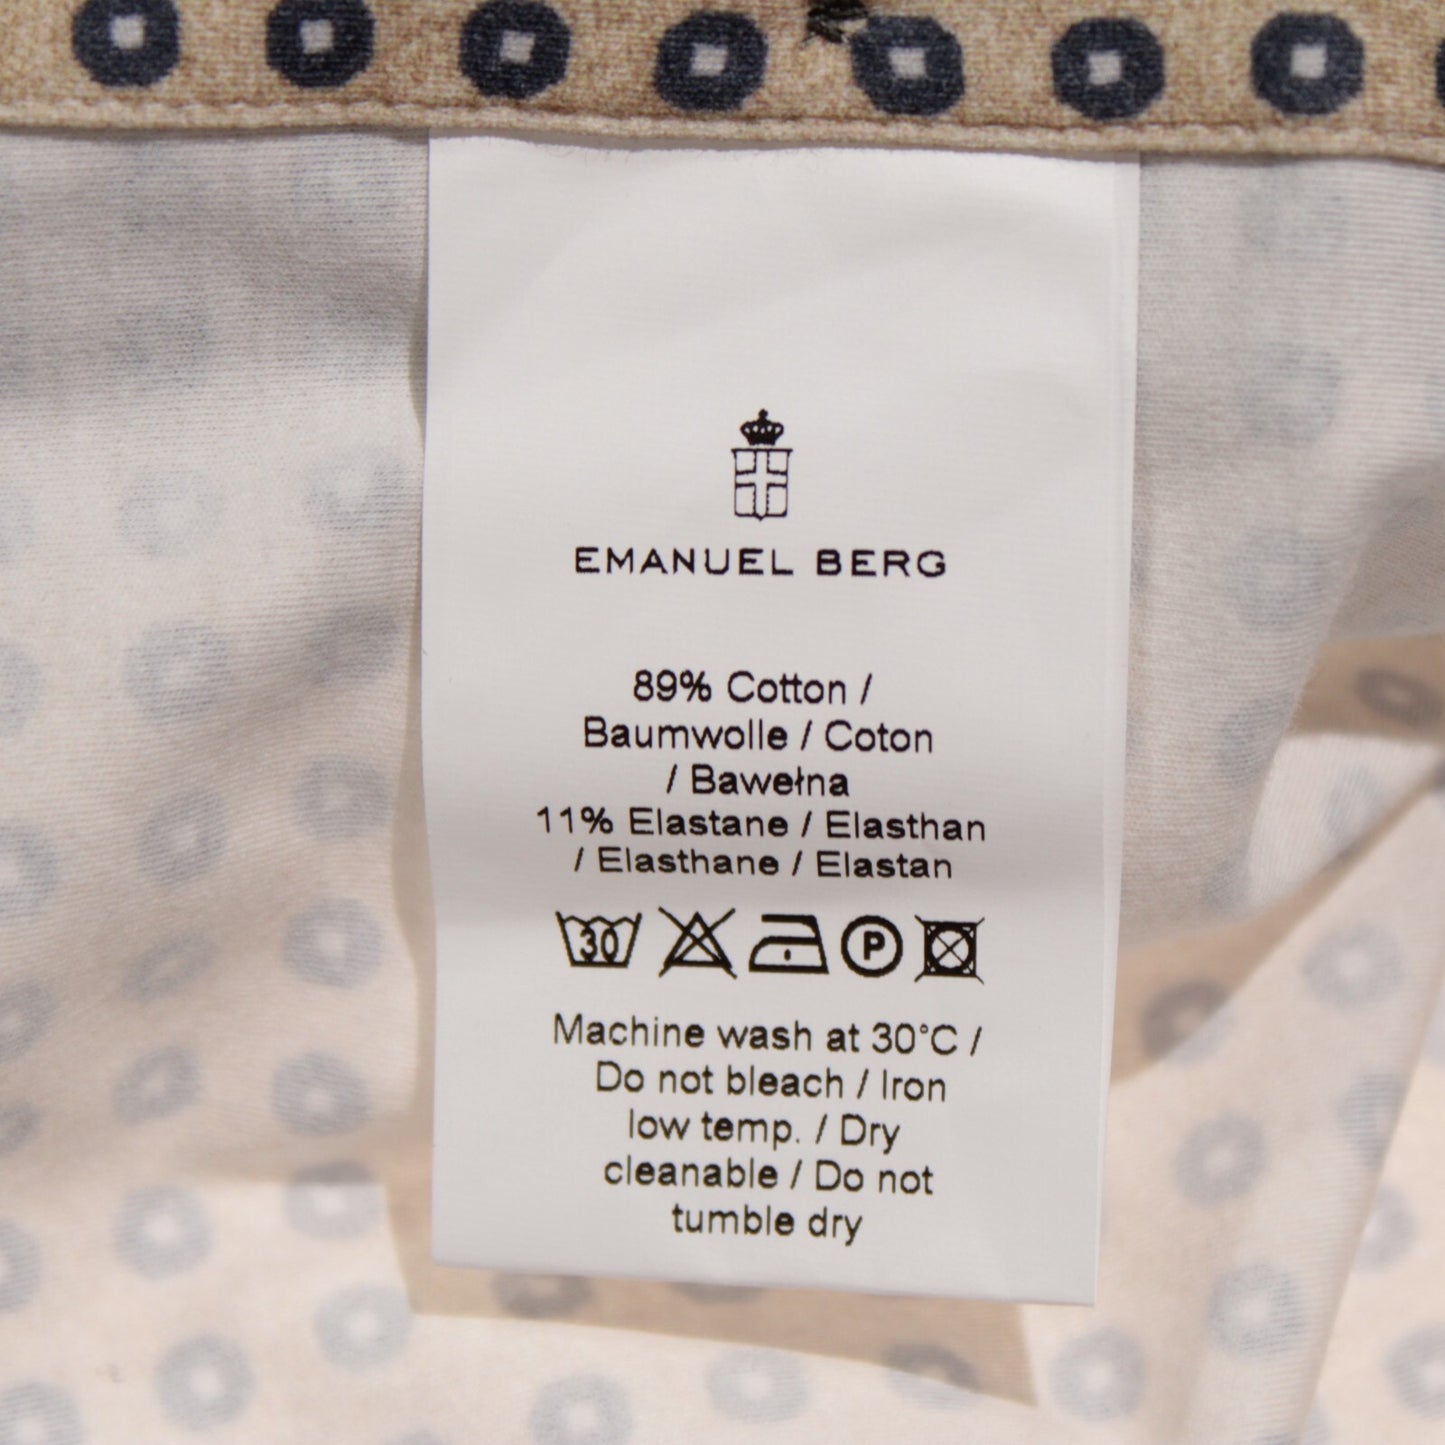 EMANUEL BERG
89% Cotton /
Baumwolle / Coton
/ Bawełna
11% Elastane / Elasthan
/ Elasthane / Elastan
30 P
Machine wash at 30°C /
Do not bleach / Iron
low temp. / Dry
cleanable / Do not
tumble dry